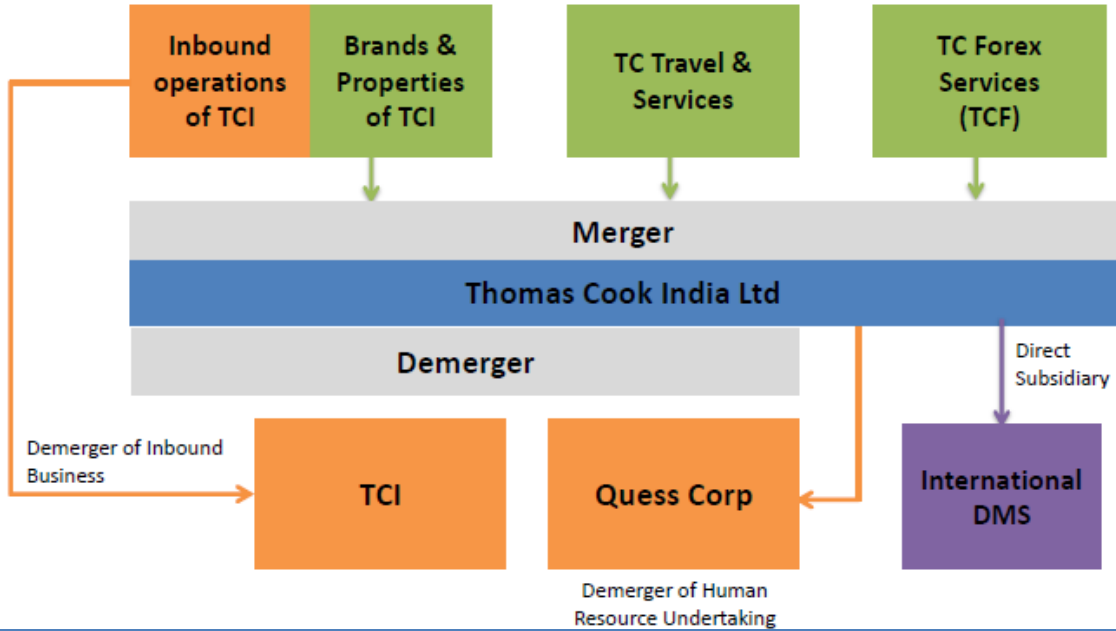 Inbound
operations
of TCI
Brands &
Properties
of TCI
TC Travel &
Services
TC Forex
Services
(TCF)
Merger
Thomas Cook India Ltd
Demerger
Direct
Subsidiary
Demerger of Inbound
Business
TCI
Quess Corp
International
DMS
Demerger of Human
Resource Undertaking